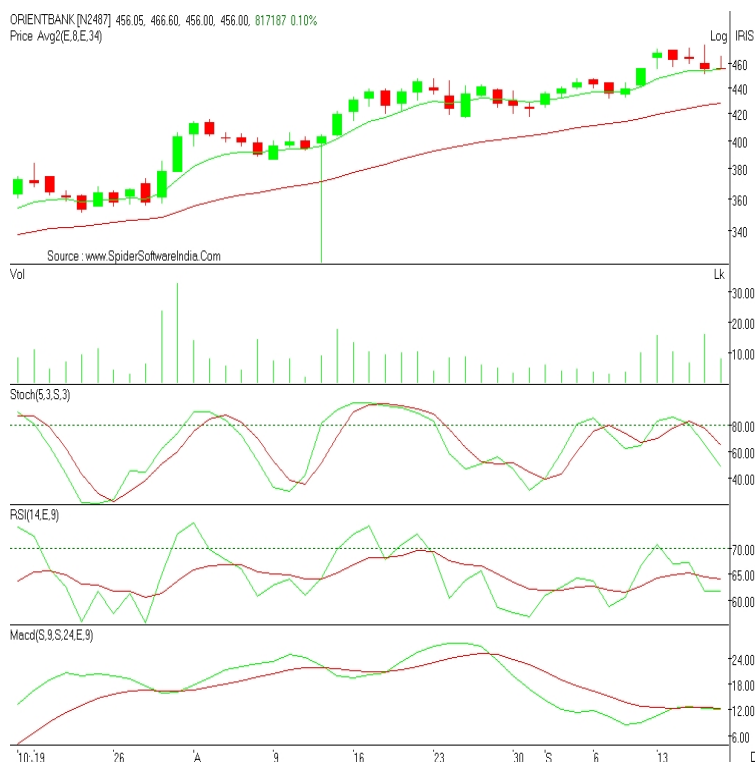 ORIENTBANK [N2487] 456.05, 466.60, 456.00, 456.00, 817187 0.10%
Price Avg2(E,8,E,34) Log IRIS
460
440
420
400
380
360
340
Source : www.SpiderSoftwareIndia.Com
Vol Lk
30.00
20.00
10.00
Stoch(5,3,S,3)
80.00
60.00
40.00
RSI(14,E,9)
70.00
65.00
60.00
Macd(S,9,S,24,E,9)
24.00
18.00
12.00
6.00
10:19 26 A 9 16 23 30 S 6 13 D